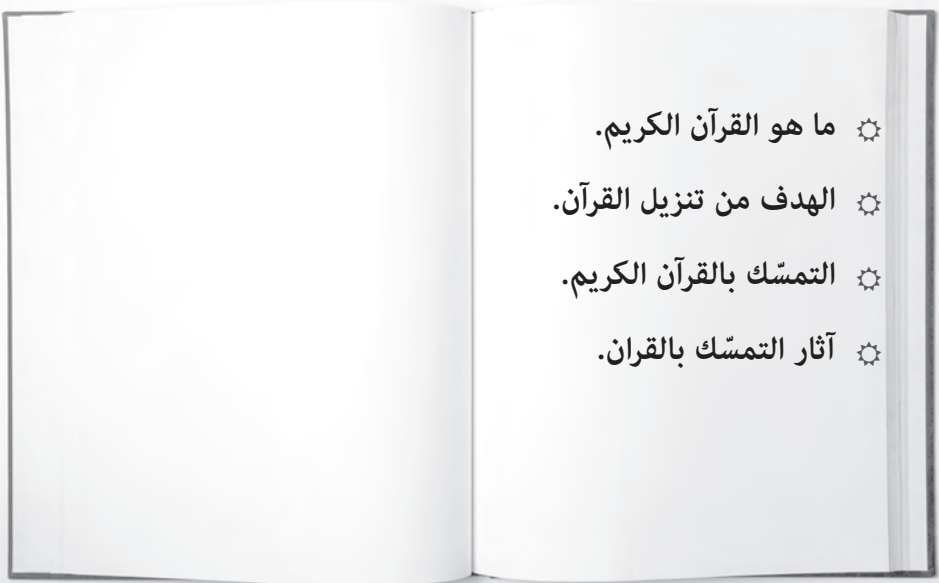 ما هو القرآن الكريم.
الهدف من تنزيل القرآن.
التمسّك بالقرآن الكريم.
آثار التمسّك بالقران.